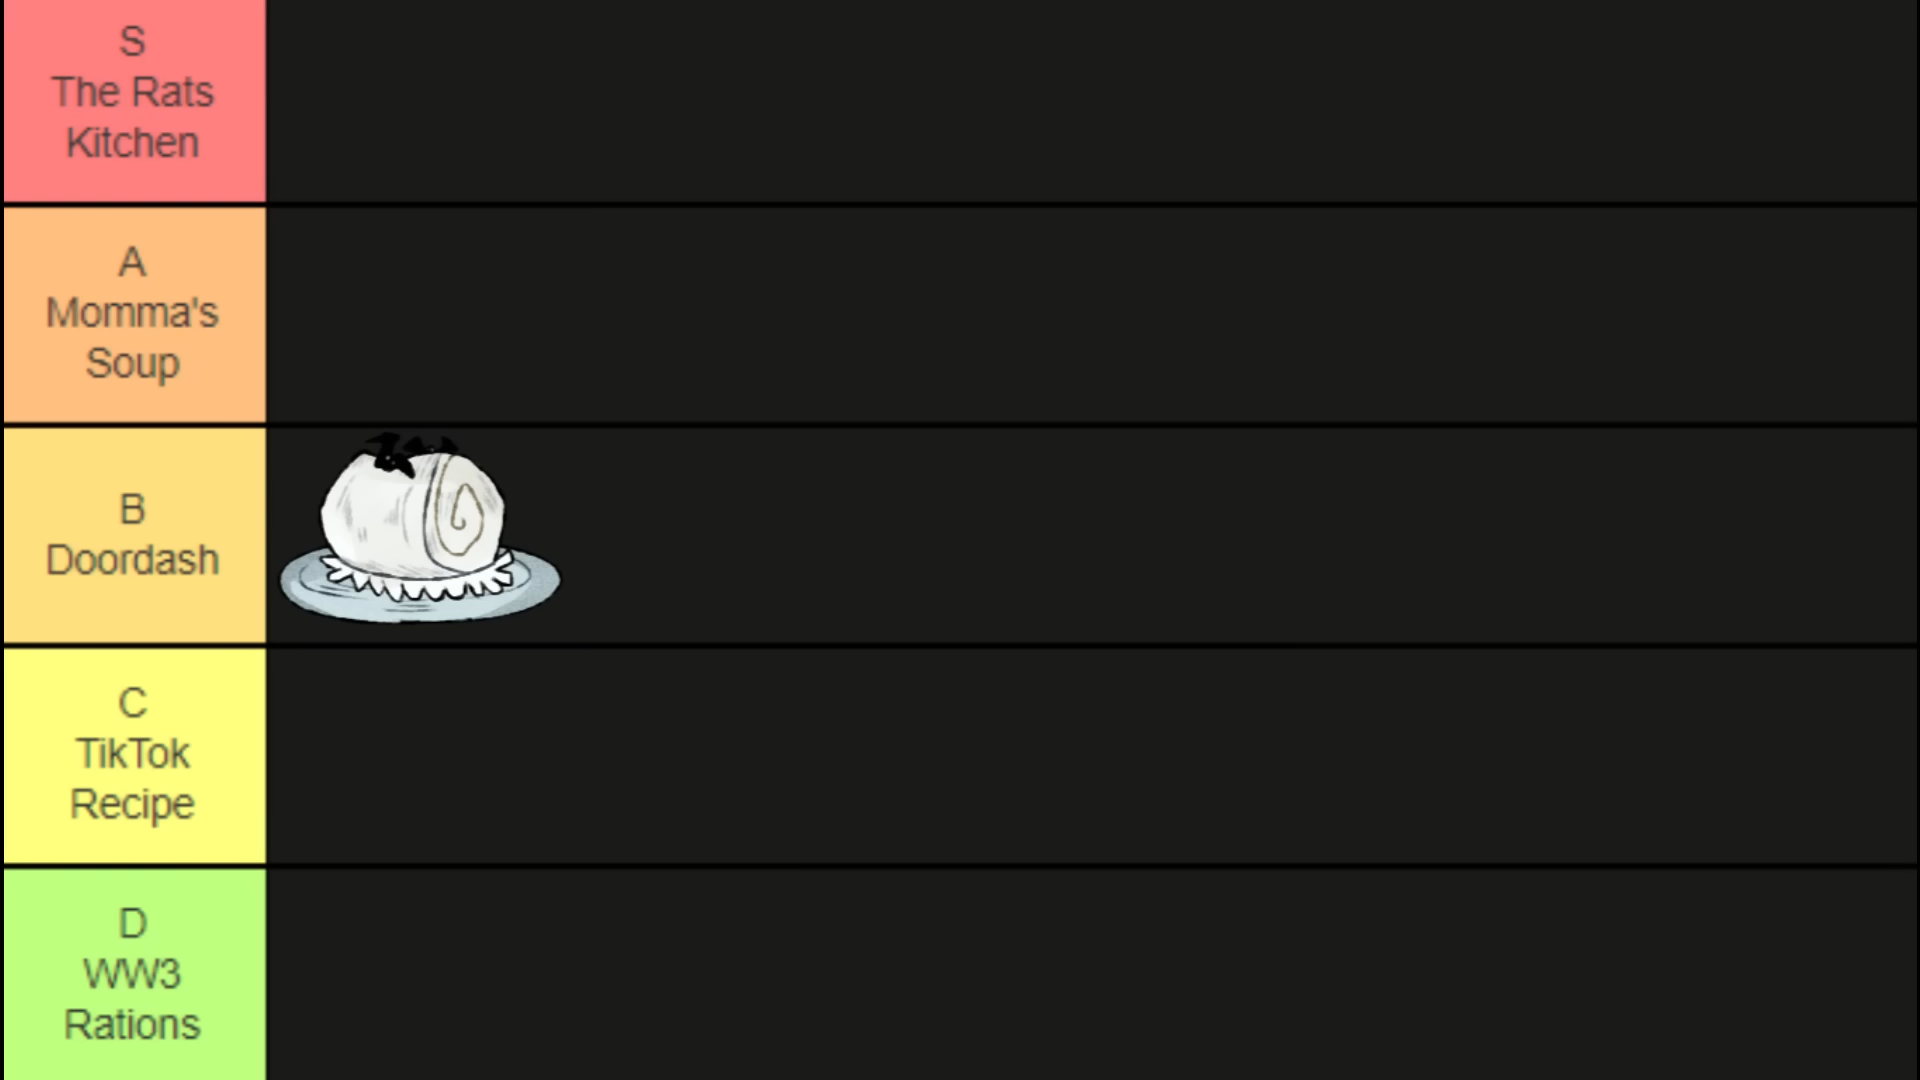 S
The Rats
Kitchen
A
Momma's
Soup
B
Doordash
C
TikTok
Recipe
D
WW3
Rations